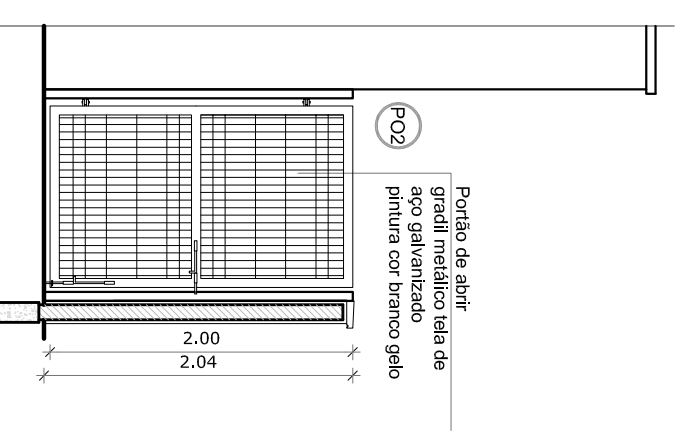 PO2
Portão de abrir
gradil metálico tela de
aço galvanizado
pintura cor branco gelo
2.00
2.04